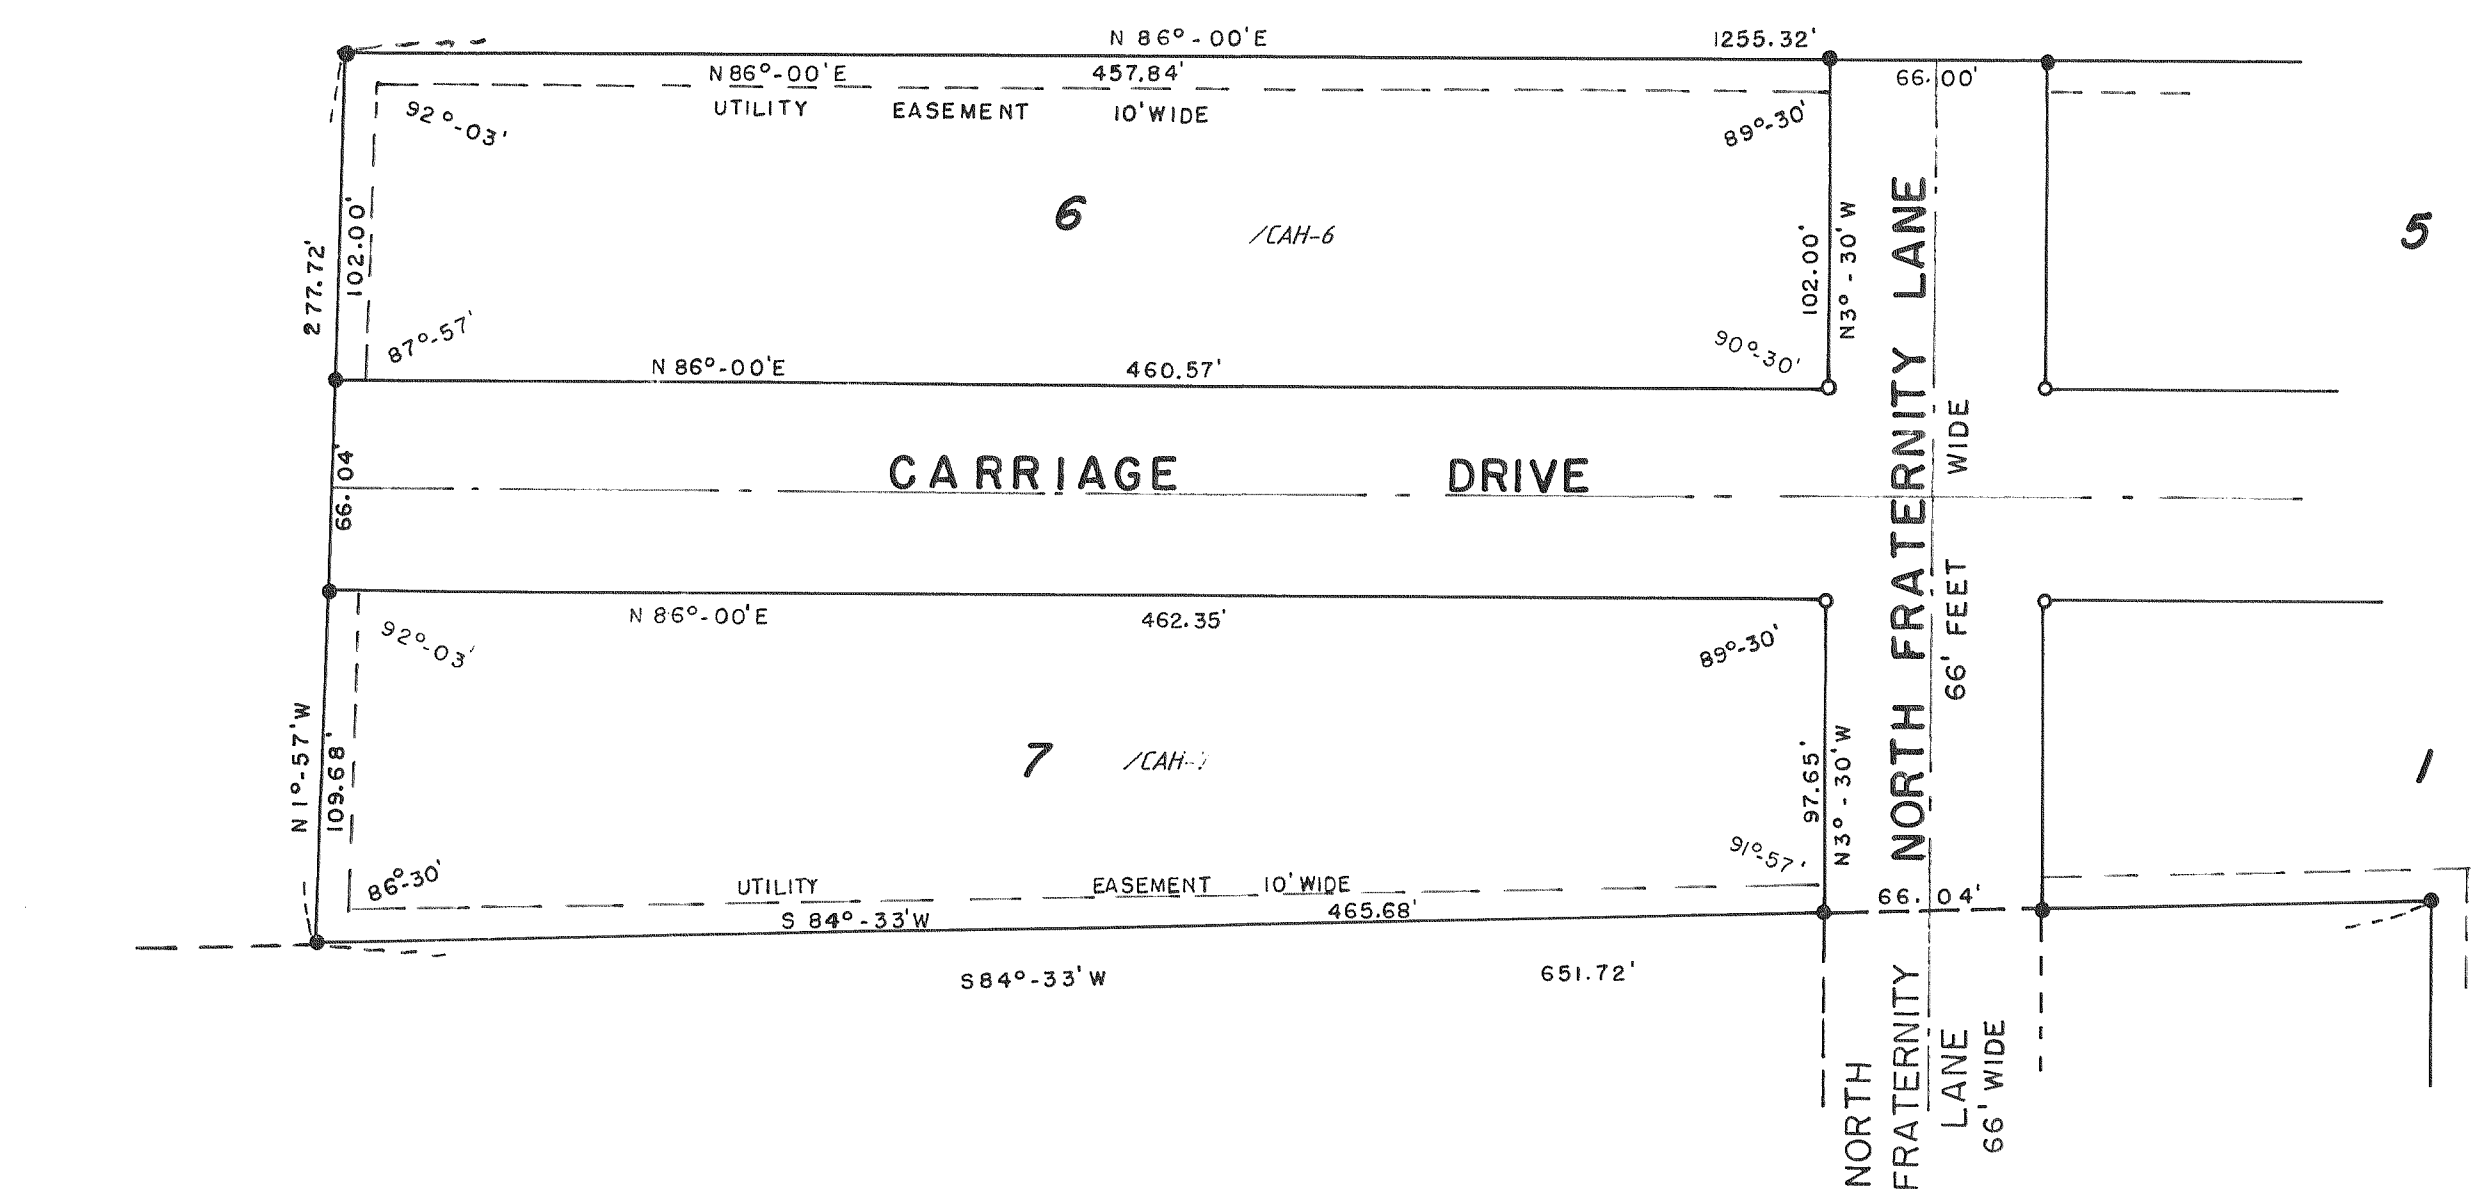 N 86°-00'E 1255.32'
N86°-00'E 457.84' 66.00'
UTILITY EASEMENT 10'WIDE
92°-03' 89°-30'
277.72'
102.00'
6 /CAH-6
102.00'
N3°-30'W
5
87°-57' 90°-30'
N 86°-00'E 460.57'
66.04'
CARRIAGE DRIVE
NORTH FRATERNITY LANE
66' FEET WIDE
N 86°-00'E 462.35'
92°-03' 89°-30'
N 1°-57'W
109.68'
7 /CAH-
97.65'
N3°-30'W
1
86°-30' 91°-57'
UTILITY EASEMENT 10' WIDE
66.04'
S 84°-33'W 465.68'
S84°-33'W 651.72'
NORTH
FRATERNITY
LANE
66' WIDE